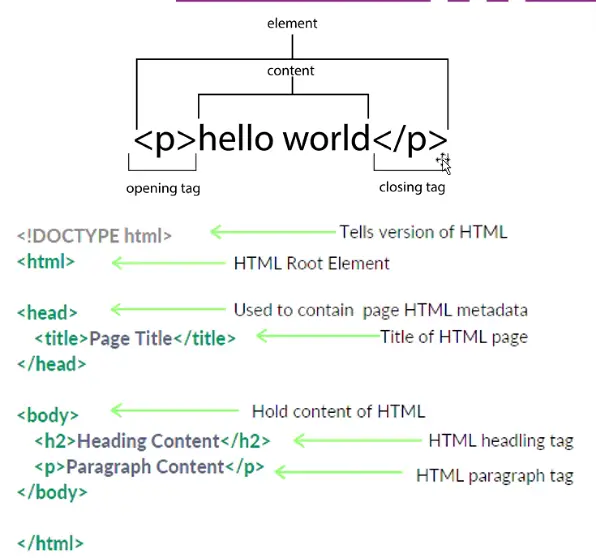 element
content
<p>hello world</p>
opening tag
closing tag
<!DOCTYPE html> Tells version of HTML
<html> HTML Root Element
<head> Used to contain page HTML metadata
<title>Page Title</title> Title of HTML page
</head>
<body> Hold content of HTML
<h2>Heading Content</h2> HTML headling tag
<p>Paragraph Content</p> HTML paragraph tag
</body>
</html>